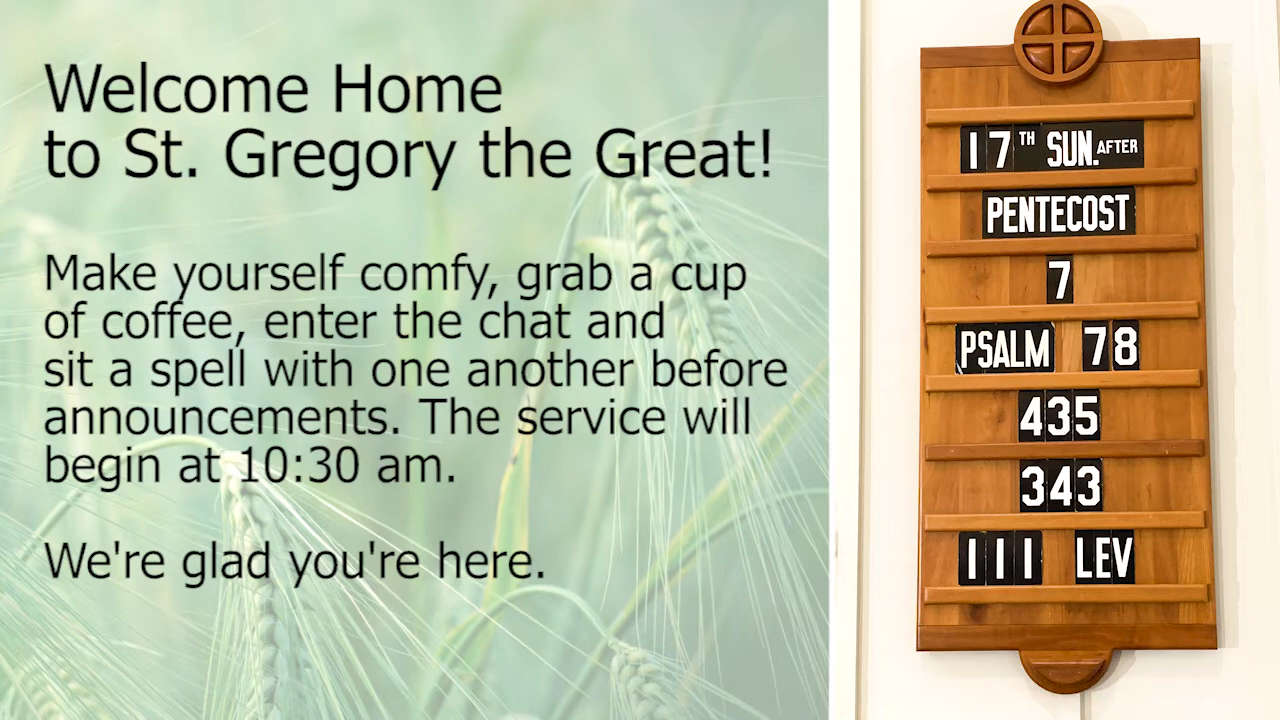 Welcome Home
to St. Gregory the Great!
Make yourself comfy, grab a cup
of coffee, enter the chat and
sit a spell with one another before
announcements. The service will
begin at 10:30 am.
We're glad you're here.
17TH SUN. AFTER
PENTECOST
7
PSALM 78
435
343
111 LEV